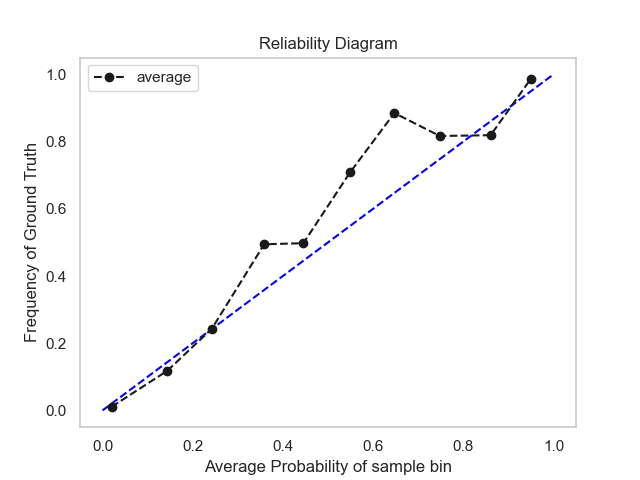 Reliability Diagram
average
Frequency of Ground Truth
1.0
0.8
0.6
0.4
0.2
0.0
0.0 0.2 0.4 0.6 0.8 1.0
Average Probability of sample bin